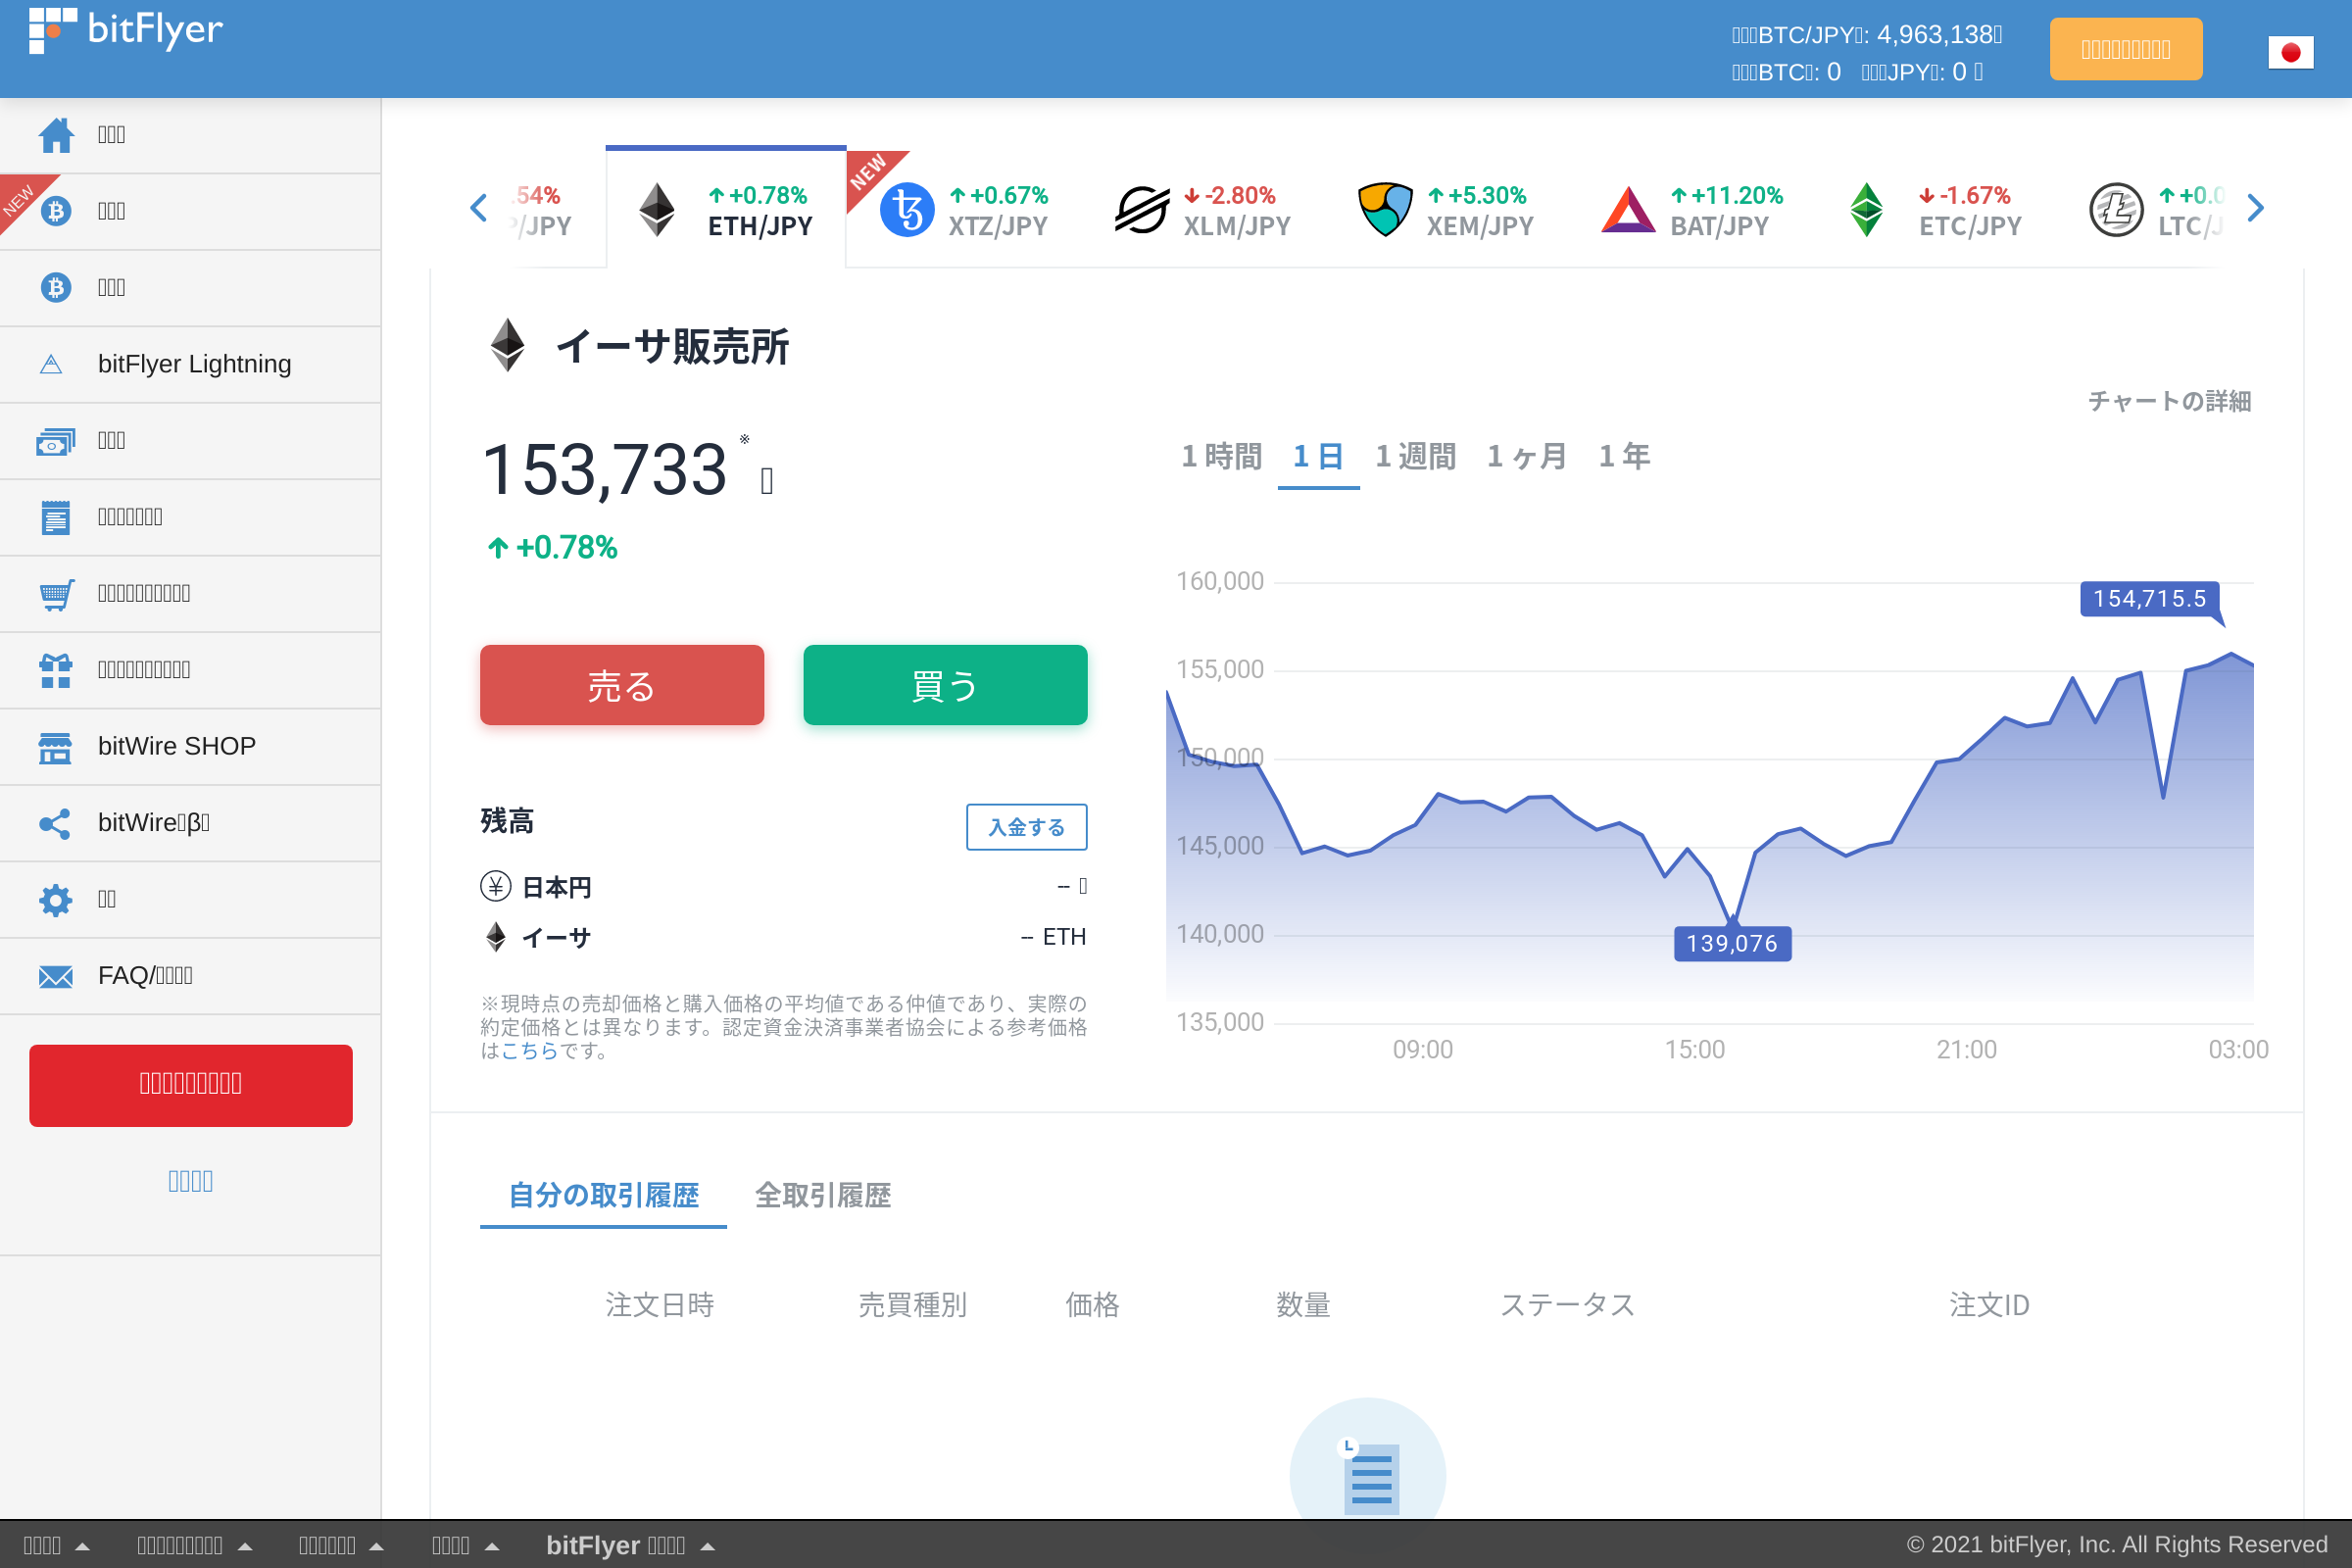 bitFlyer
BTC/JPY: 4,963,138
BTC: 0 JPY: 0
NEW
bitFlyer Lightning
bitWire SHOP
bitWire β
FAQ/
.54%
/JPY
+0.78%
ETH/JPY
NEW
+0.67%
XTZ/JPY
-2.80%
XLM/JPY
+5.30%
XEM/JPY
+11.20%
BAT/JPY
-1.67%
ETC/JPY
+0.0
LTC/J
イーサ販売所
チャートの詳細
153,733 ※
+0.78%
1 時間 1 日 1 週間 1 ヶ月 1 年
売る 買う
残高 入金する
日本円 --
イーサ -- ETH
※現時点の売却価格と購入価格の平均値である仲値であり、実際の
約定価格とは異なります。認定資金決済事業者協会による参考価格
はこちらです。
160,000
154,715.5
155,000
150,000
145,000
140,000
139,076
135,000
09:00 15:00 21:00 03:00
自分の取引履歴 全取引履歴
注文日時 売買種別 価格 数量 ステータス 注文ID
bitFlyer
© 2021 bitFlyer, Inc. All Rights Reserved